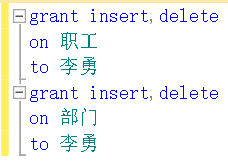 grant insert,delete
on 职工
to 李勇
grant insert,delete
on 部门
to 李勇